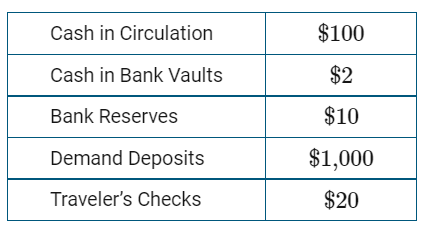 Cash in Circulation $100
Cash in Bank Vaults $2
Bank Reserves $10
Demand Deposits $1,000
Traveler's Checks $20